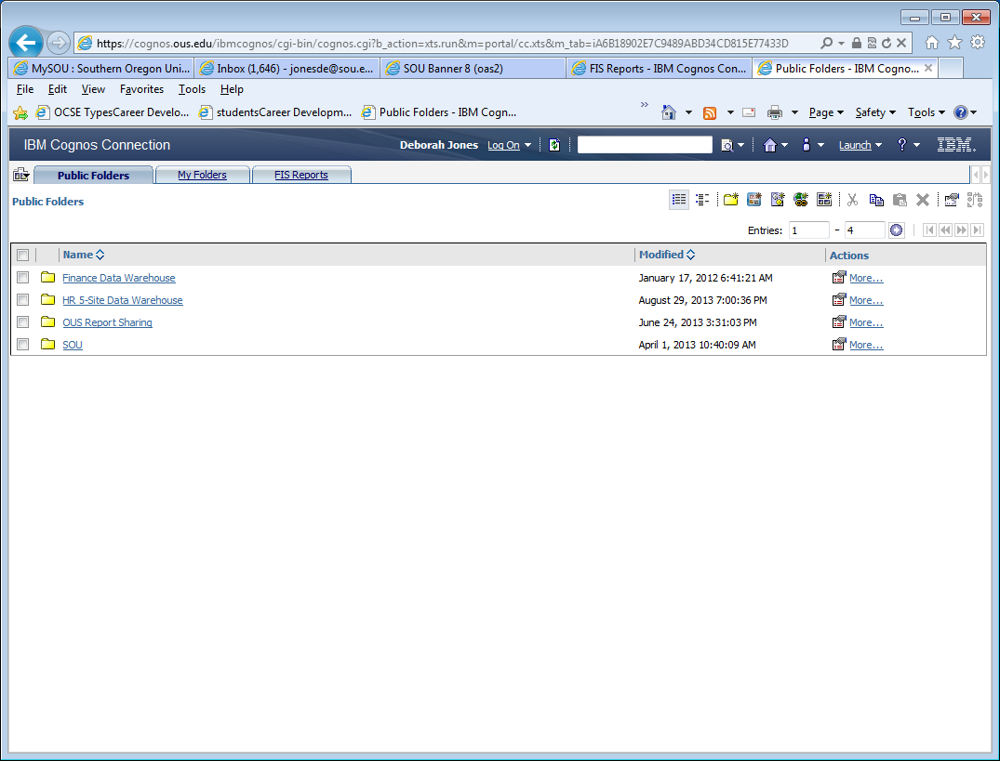 https://cognos.ous.edu/ibmcognos/cgi-bin/cognos.cgi?b_action=xts.run&m=portal/cc.xts&m_tab=iA6B18902E7C9489ABD34CD815E77433D
MySOU : Southern Oregon Uni... Inbox (1,646) - jonesde@sou.e... SOU Banner 8 (oas2) FIS Reports - IBM Cognos Con... Public Folders - IBM Cogno...
File Edit View Favorites Tools Help
OCSE TypesCareer Develo... studentsCareer Developm... Public Folders - IBM Cogn... » Page Safety Tools ?
IBM Cognos Connection Deborah Jones Log On Launch ? IBM.
Public Folders My Folders FIS Reports
Public Folders
Entries: 1 - 4
Name Modified Actions
Finance Data Warehouse January 17, 2012 6:41:21 AM More...
HR 5-Site Data Warehouse August 29, 2013 7:00:36 PM More...
OUS Report Sharing June 24, 2013 3:31:03 PM More...
SOU April 1, 2013 10:40:09 AM More...